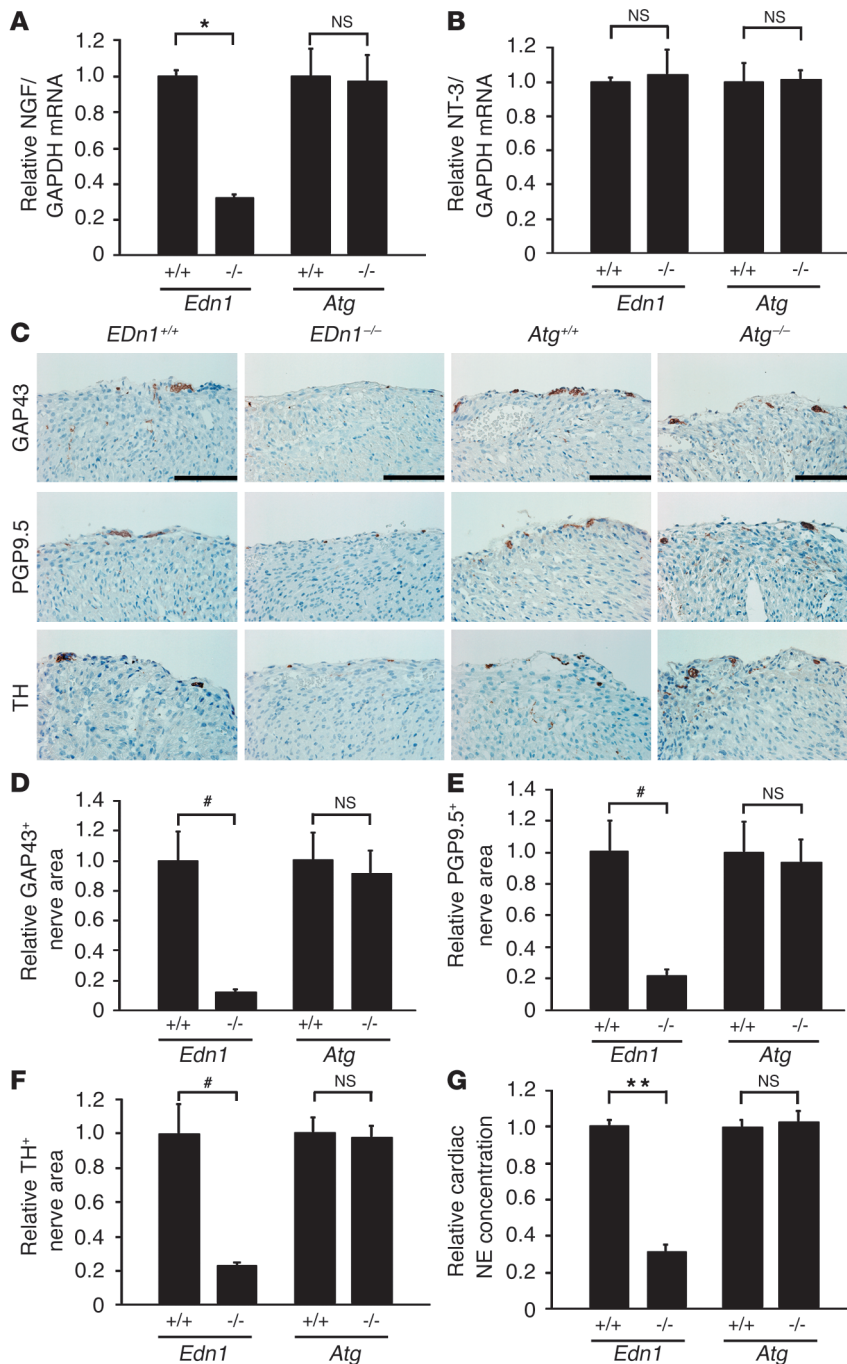 A
Relative NGF/
GAPDH mRNA
1.2
1.0
0.8
0.6
0.4
0.2
0
*
NS
+/+ -/- +/+ -/-
Edn1 Atg
B
Relative NT-3/
GAPDH mRNA
1.2
1.0
0.8
0.6
0.4
0.2
0
NS
NS
+/+ -/- +/+ -/-
Edn1 Atg
C
EDn1+/+ EDn1–/– Atg+/+ Atg–/–
GAP43
PGP9.5
TH
D
Relative GAP43+
nerve area
1.4
1.2
1.0
0.8
0.6
0.4
0.2
0
#
NS
+/+ -/- +/+ -/-
Edn1 Atg
E
Relative PGP9.5+
nerve area
1.4
1.2
1.0
0.8
0.6
0.4
0.2
0
#
NS
+/+ -/- +/+ -/-
Edn1 Atg
F
Relative TH+
nerve area
1.2
1.0
0.8
0.6
0.4
0.2
0
#
NS
+/+ -/- +/+ -/-
Edn1 Atg
G
Relative cardiac
NE concentration
1.2
1.0
0.8
0.6
0.4
0.2
0
**
NS
+/+ -/- +/+ -/-
Edn1 Atg